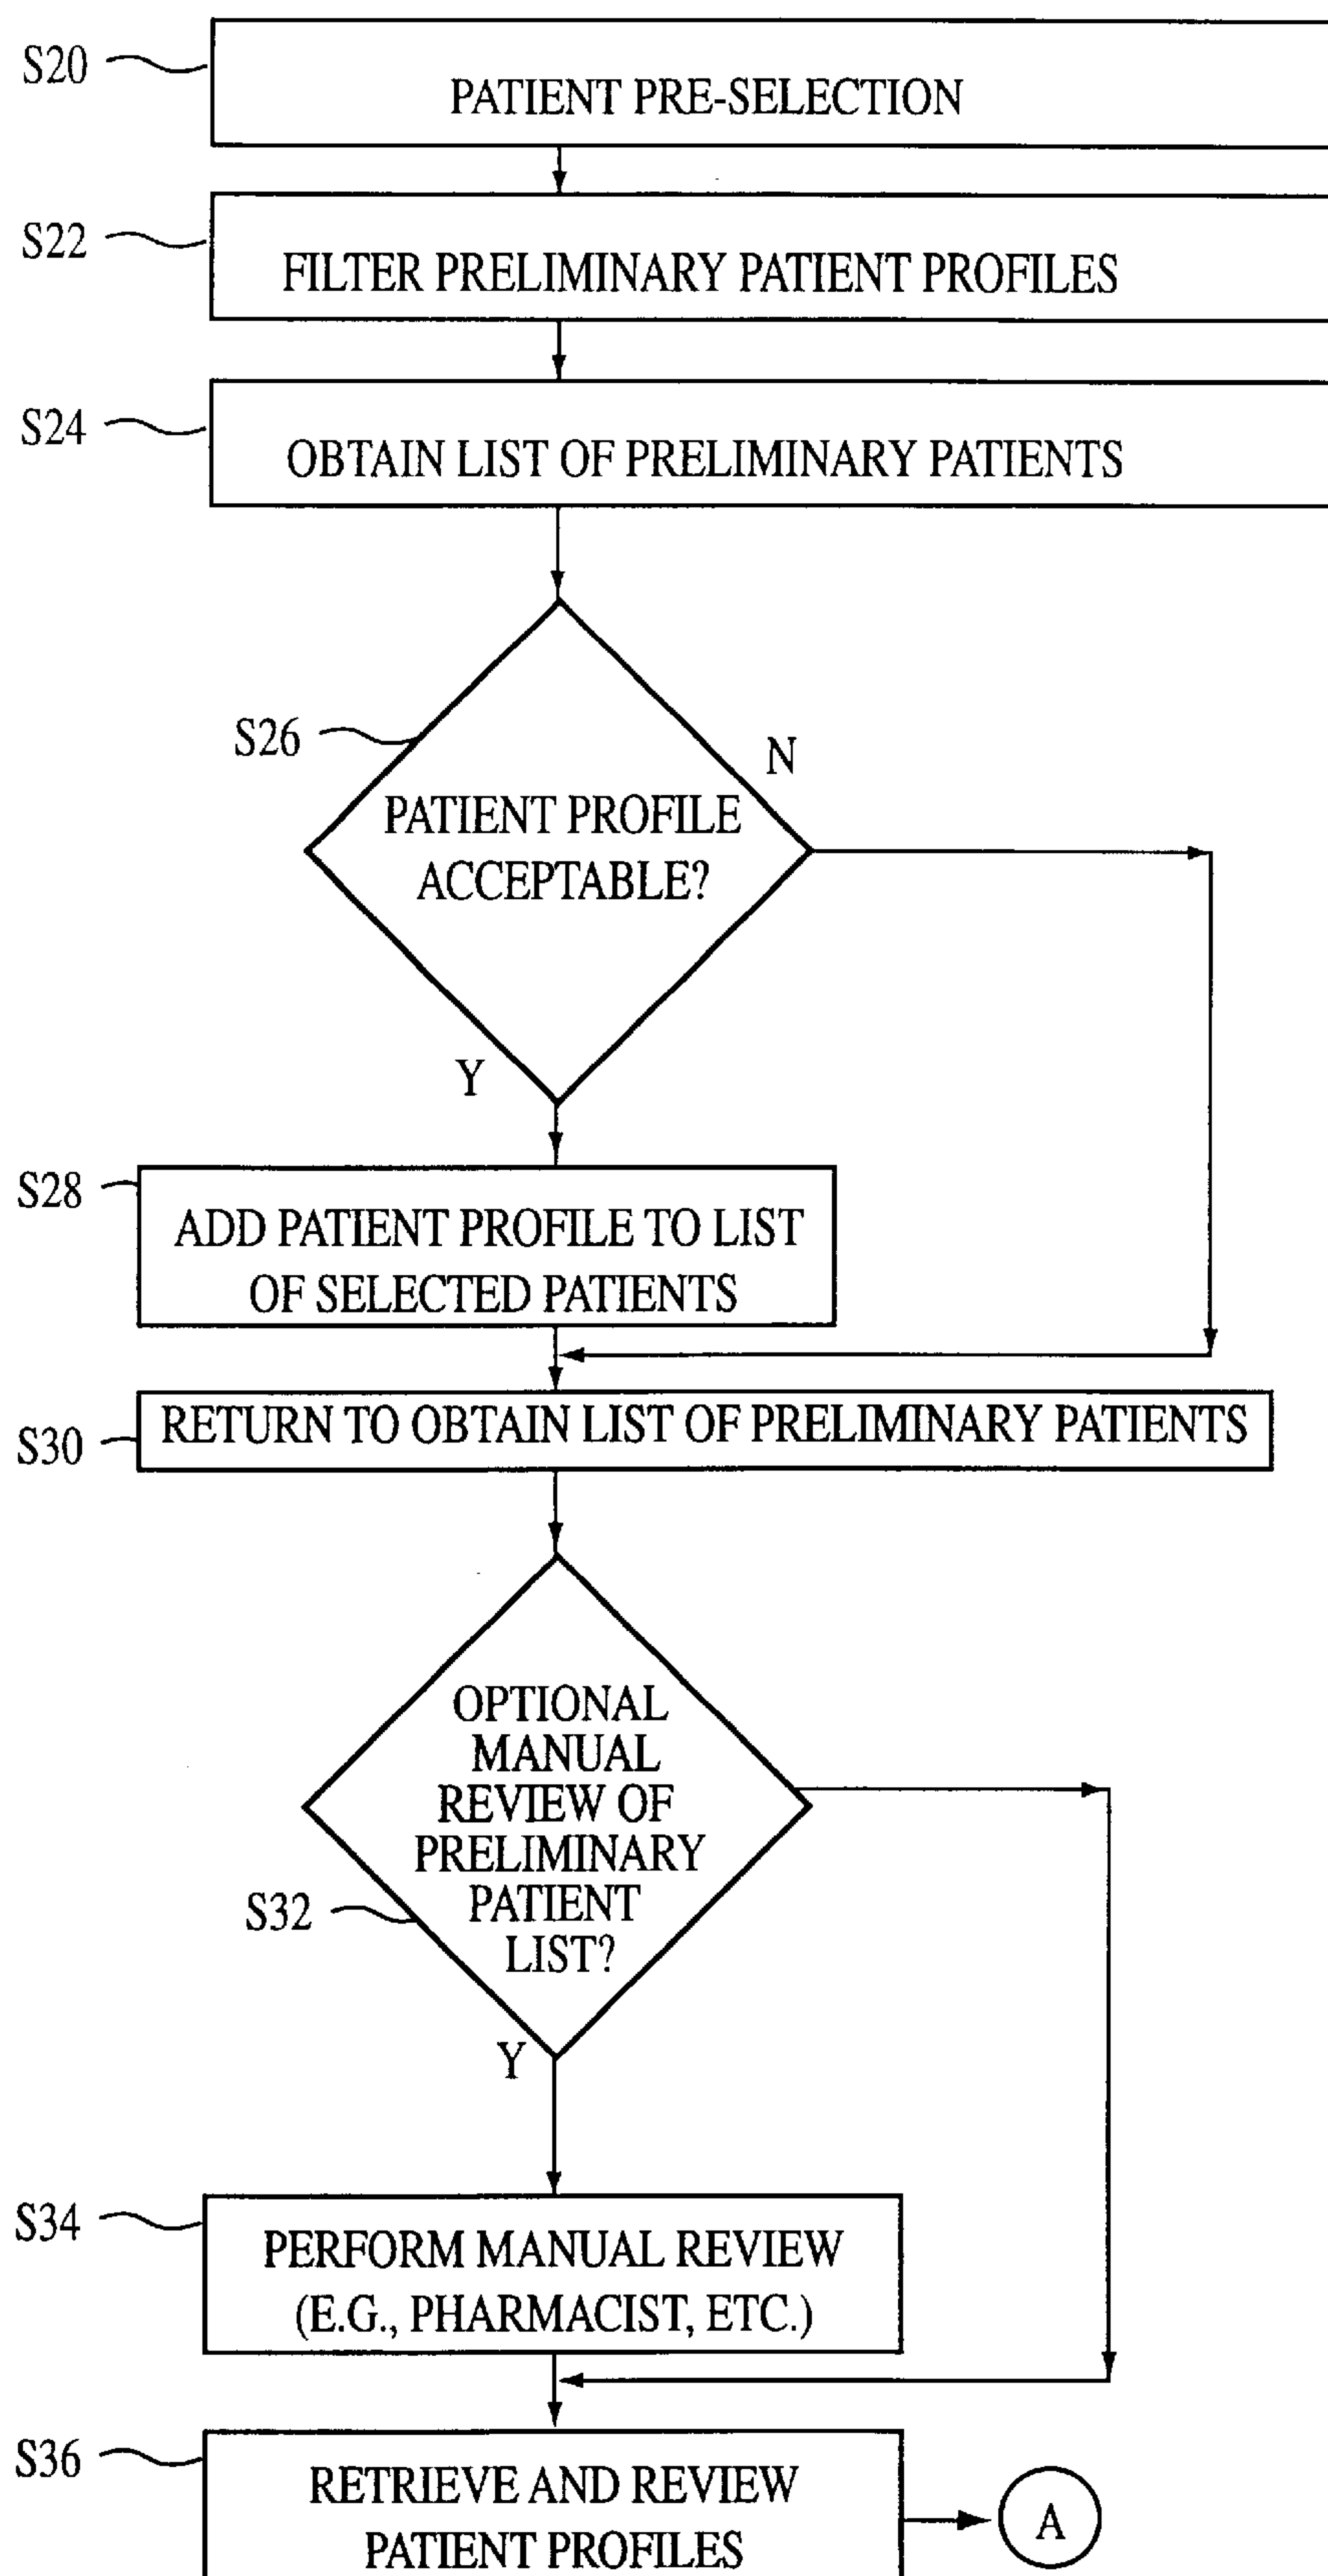 S20
PATIENT PRE-SELECTION
S22
FILTER PRELIMINARY PATIENT PROFILES
S24
OBTAIN LIST OF PRELIMINARY PATIENTS
S26
N
PATIENT PROFILE
ACCEPTABLE?
Y
S28
ADD PATIENT PROFILE TO LIST
OF SELECTED PATIENTS
S30
RETURN TO OBTAIN LIST OF PRELIMINARY PATIENTS
OPTIONAL
MANUAL
REVIEW OF
PRELIMINARY
PATIENT
LIST?
S32
Y
S34
PERFORM MANUAL REVIEW
(E.G., PHARMACIST, ETC.)
S36
RETRIEVE AND REVIEW
PATIENT PROFILES
A